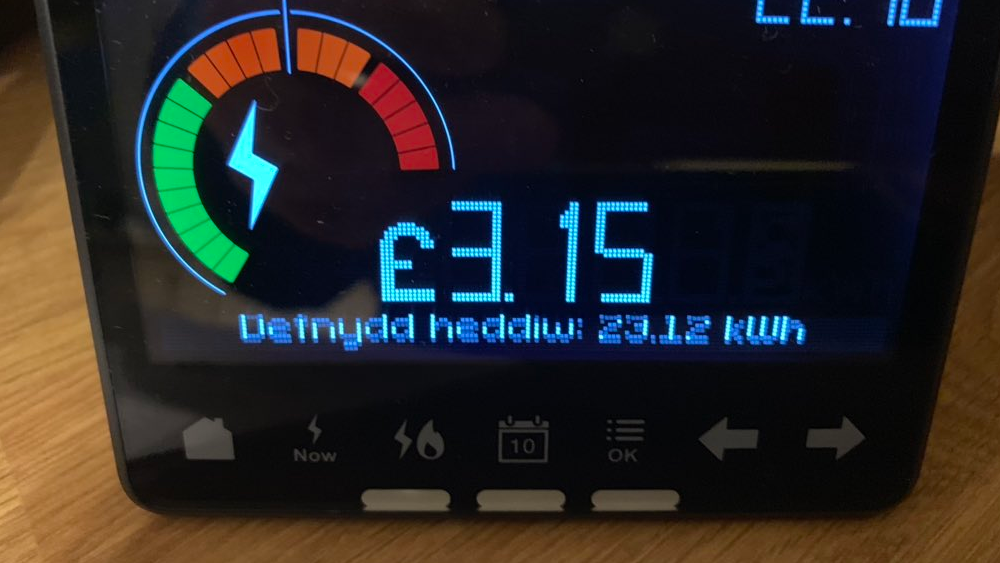 £3.15
Defnydd heddiw: 23.12 kWh
10
Now
OK